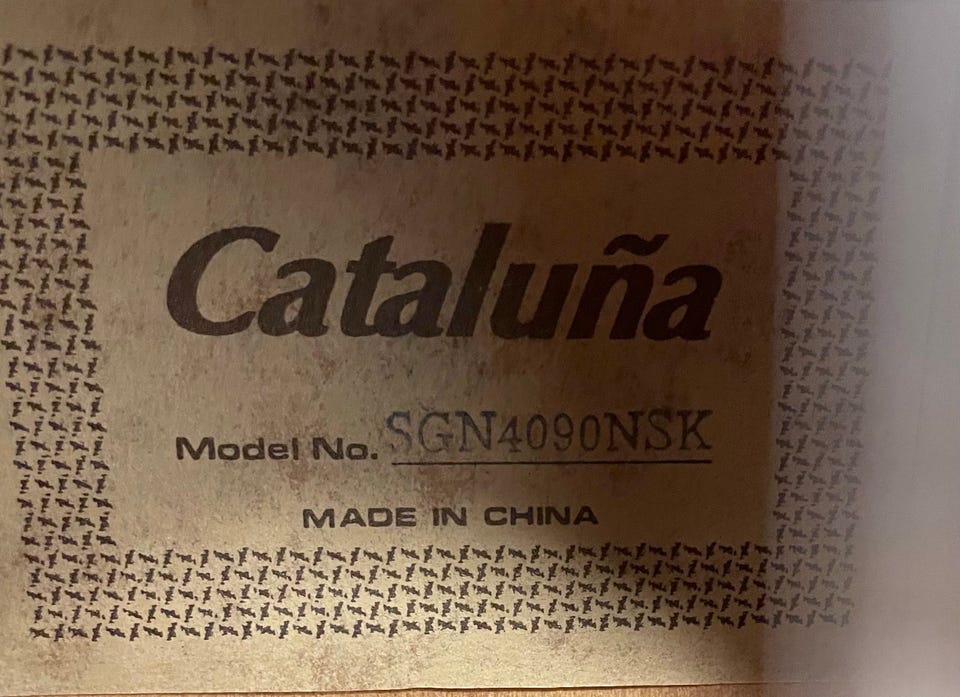 Cataluña
Model No. SGN4090NSK
MADE IN CHINA